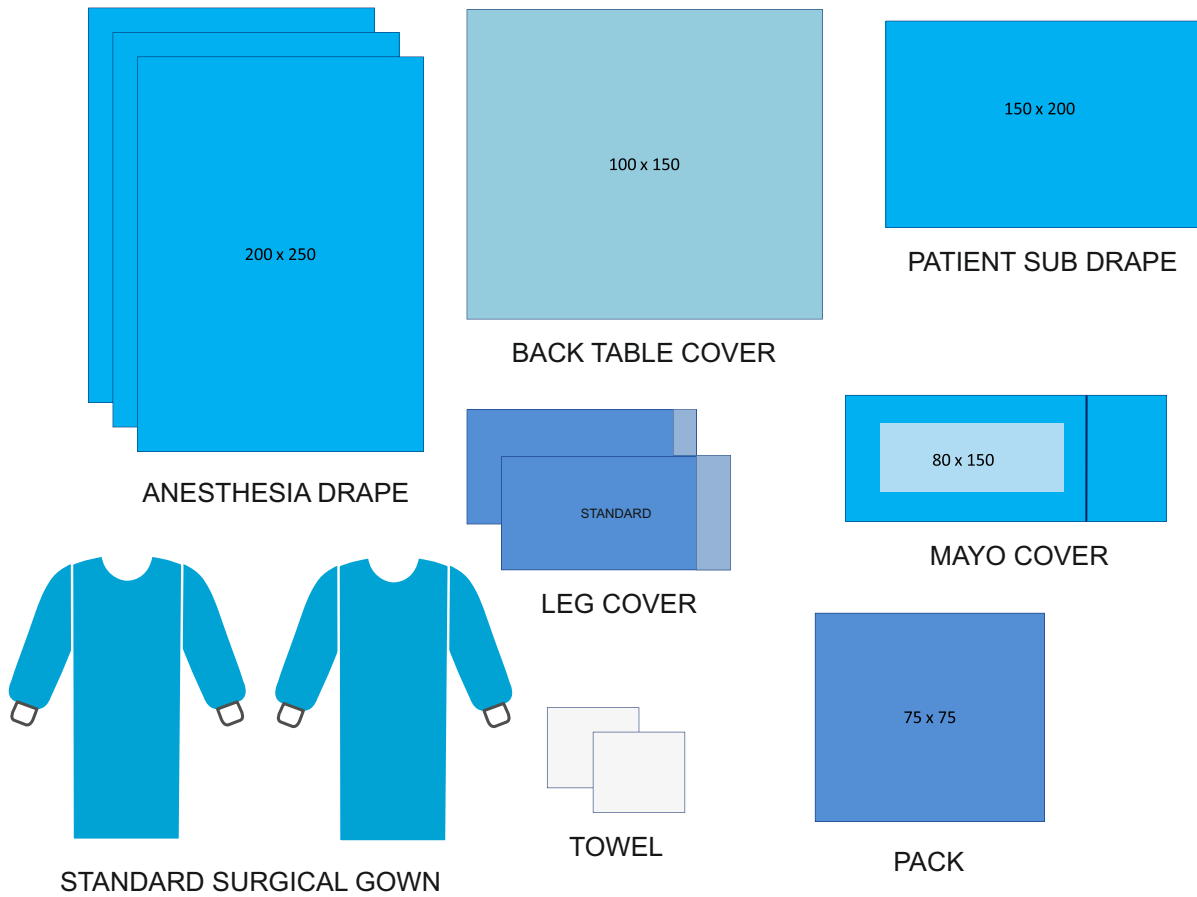 200 x 250
ANESTHESIA DRAPE
100 x 150
BACK TABLE COVER
150 x 200
PATIENT SUB DRAPE
STANDARD
LEG COVER
80 x 150
MAYO COVER
STANDARD SURGICAL GOWN
TOWEL
75 x 75
PACK